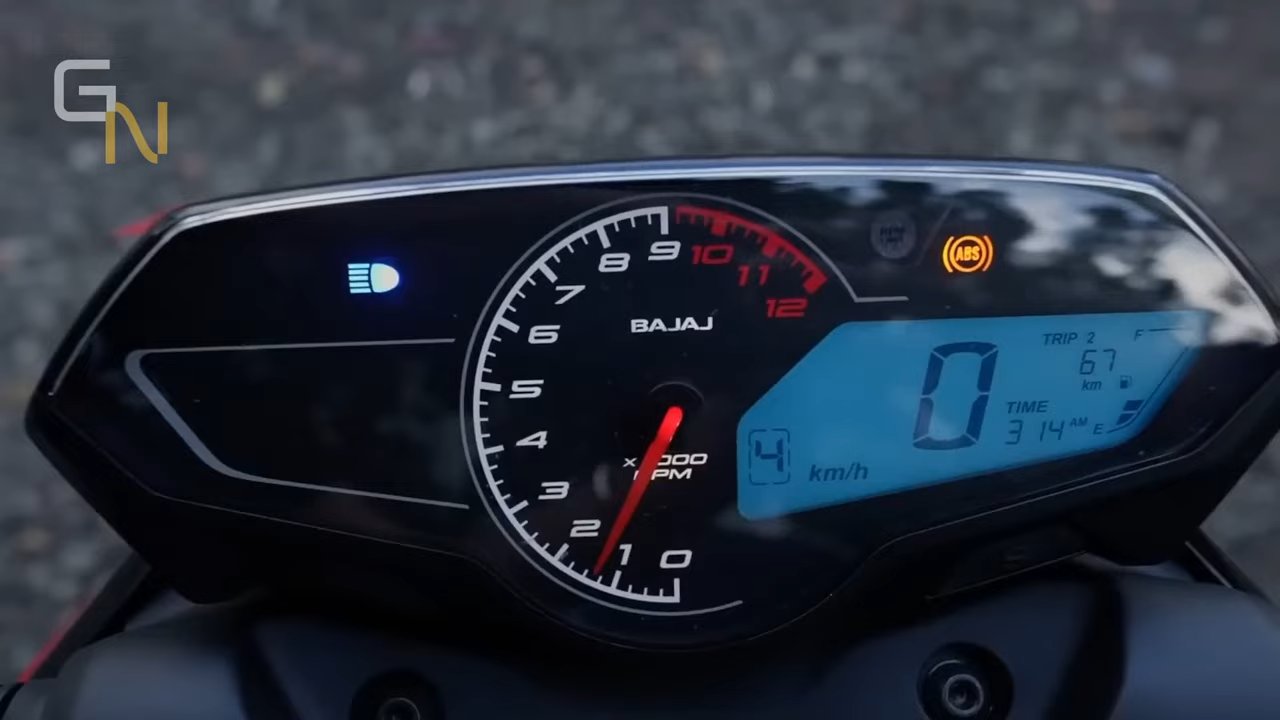 GN
8 9 10
11
7
12
BAJAJ
6
5
4
x1000
RPM
3
2
1 0
ABS
TRIP 2 F
67
km
0
TIME
3 14 AM E
4 km/h